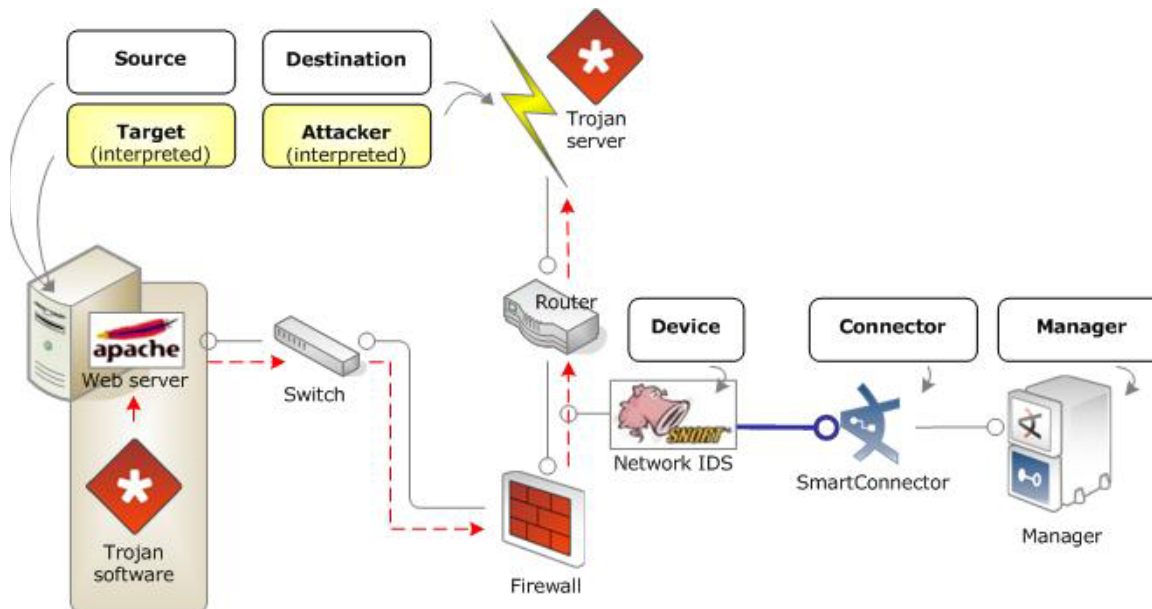 Source
Destination
Target
(interpreted)
Attacker
(interpreted)
Trojan
server
Router
Device
Connector
Manager
apache
Web server
Switch
SNORT
Network IDS
SmartConnector
Manager
Trojan
software
Firewall